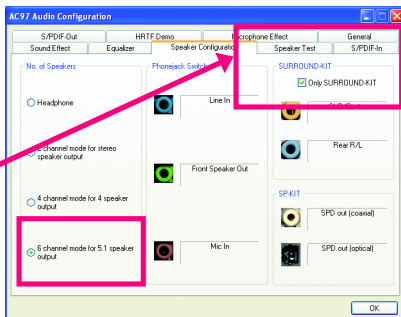 AC97 Audio Configuration
S/PDIF-Out HRTF Demo Microphone Effect General
Sound Effect Equalizer Speaker Configuration Speaker Test S/PDIF-In
No. of Speakers
Headphone
channel mode for stereo
speaker output
4 channel mode for 4 speaker
output
6 channel mode for 5.1 speaker
output
Phonejack Switch
Line In
Front Speaker Out
Mic In
SURROUND-KIT
Only SURROUND-KIT
Rear R/L
SP-KIT
SPD out (coaxial)
SPD out (optical)
OK